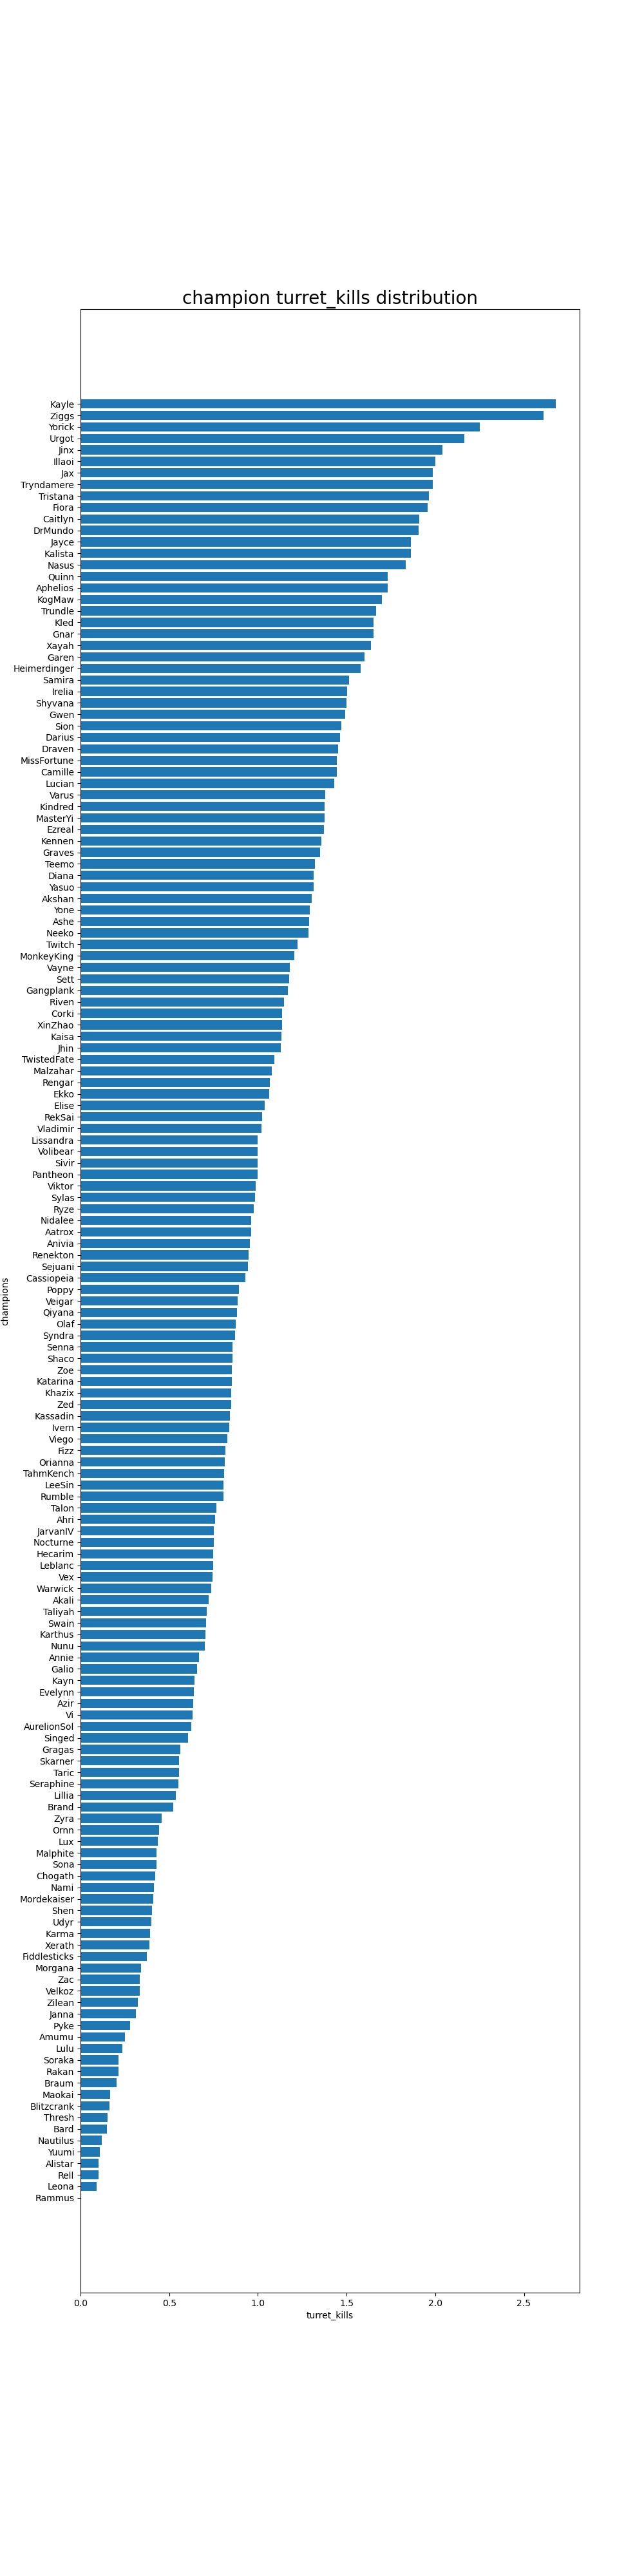 champion turret_kills distribution
Kayle
Ziggs
Yorick
Urgot
Jinx
Illaoi
Jax
Tryndamere
Tristana
Fiora
Caitlyn
DrMundo
Jayce
Kalista
Nasus
Quinn
Aphelios
KogMaw
Trundle
Kled
Gnar
Xayah
Garen
Heimerdinger
Samira
Irelia
Shyvana
Gwen
Sion
Darius
Draven
MissFortune
Camille
Lucian
Varus
Kindred
MasterYi
Ezreal
Kennen
Graves
Teemo
Diana
Yasuo
Akshan
Yone
Ashe
Neeko
Twitch
MonkeyKing
Vayne
Sett
Gangplank
Riven
Corki
XinZhao
Kaisa
Jhin
TwistedFate
Malzahar
Rengar
Ekko
Elise
RekSai
Vladimir
Lissandra
Volibear
Sivir
Pantheon
Viktor
Sylas
Ryze
Nidalee
Aatrox
Anivia
Renekton
Sejuani
Cassiopeia
Poppy
Veigar
Qiyana
Olaf
Syndra
Senna
Shaco
Zoe
Katarina
Khazix
Zed
Kassadin
Ivern
Viego
Fizz
Orianna
TahmKench
LeeSin
Rumble
Talon
Ahri
JarvanIV
Nocturne
Hecarim
Leblanc
Vex
Warwick
Akali
Taliyah
Swain
Karthus
Nunu
Annie
Galio
Kayn
Evelynn
Azir
Vi
AurelionSol
Singed
Gragas
Skarner
Taric
Seraphine
Lillia
Brand
Zyra
Ornn
Lux
Malphite
Sona
Chogath
Nami
Mordekaiser
Shen
Udyr
Karma
Xerath
Fiddlesticks
Morgana
Zac
Velkoz
Zilean
Janna
Pyke
Amumu
Lulu
Soraka
Rakan
Braum
Maokai
Blitzcrank
Thresh
Bard
Nautilus
Yuumi
Alistar
Rell
Leona
Rammus
champions
0.0 0.5 1.0 1.5 2.0 2.5
turret_kills